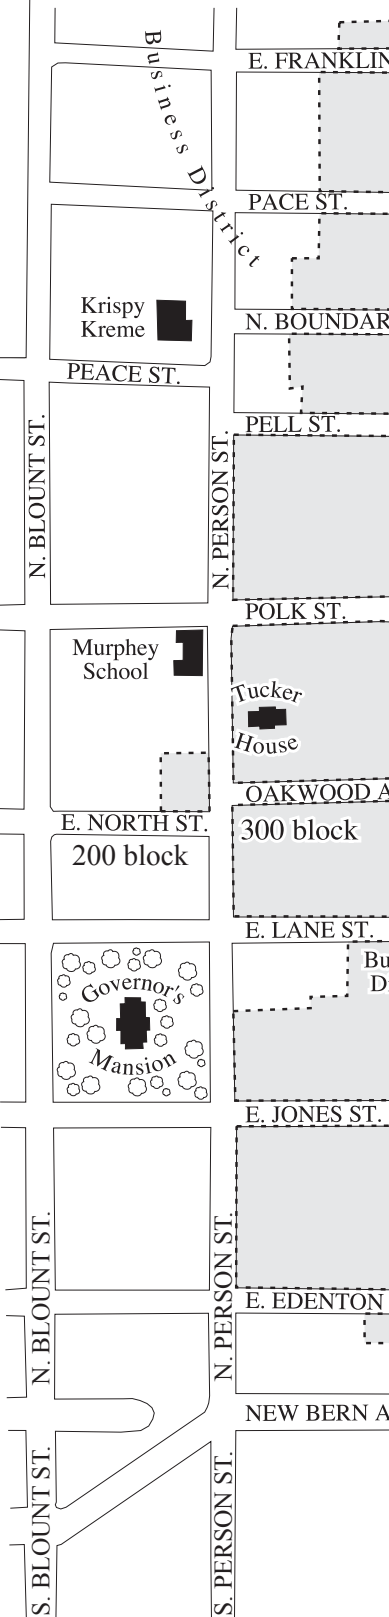 Business District
E. FRANKLIN
PACE ST.
Krispy
Kreme
N. BOUNDAR
PEACE ST.
PELL ST.
N. BLOUNT ST.
N. PERSON ST.
POLK ST.
Murphey
School
Tucker
House
OAKWOOD A
E. NORTH ST.
300 block
200 block
E. LANE ST.
Bu
D
Governor's
Mansion
E. JONES ST.
N. BLOUNT ST.
N. PERSON ST.
E. EDENTON
NEW BERN A
S. BLOUNT ST.
S. PERSON ST.